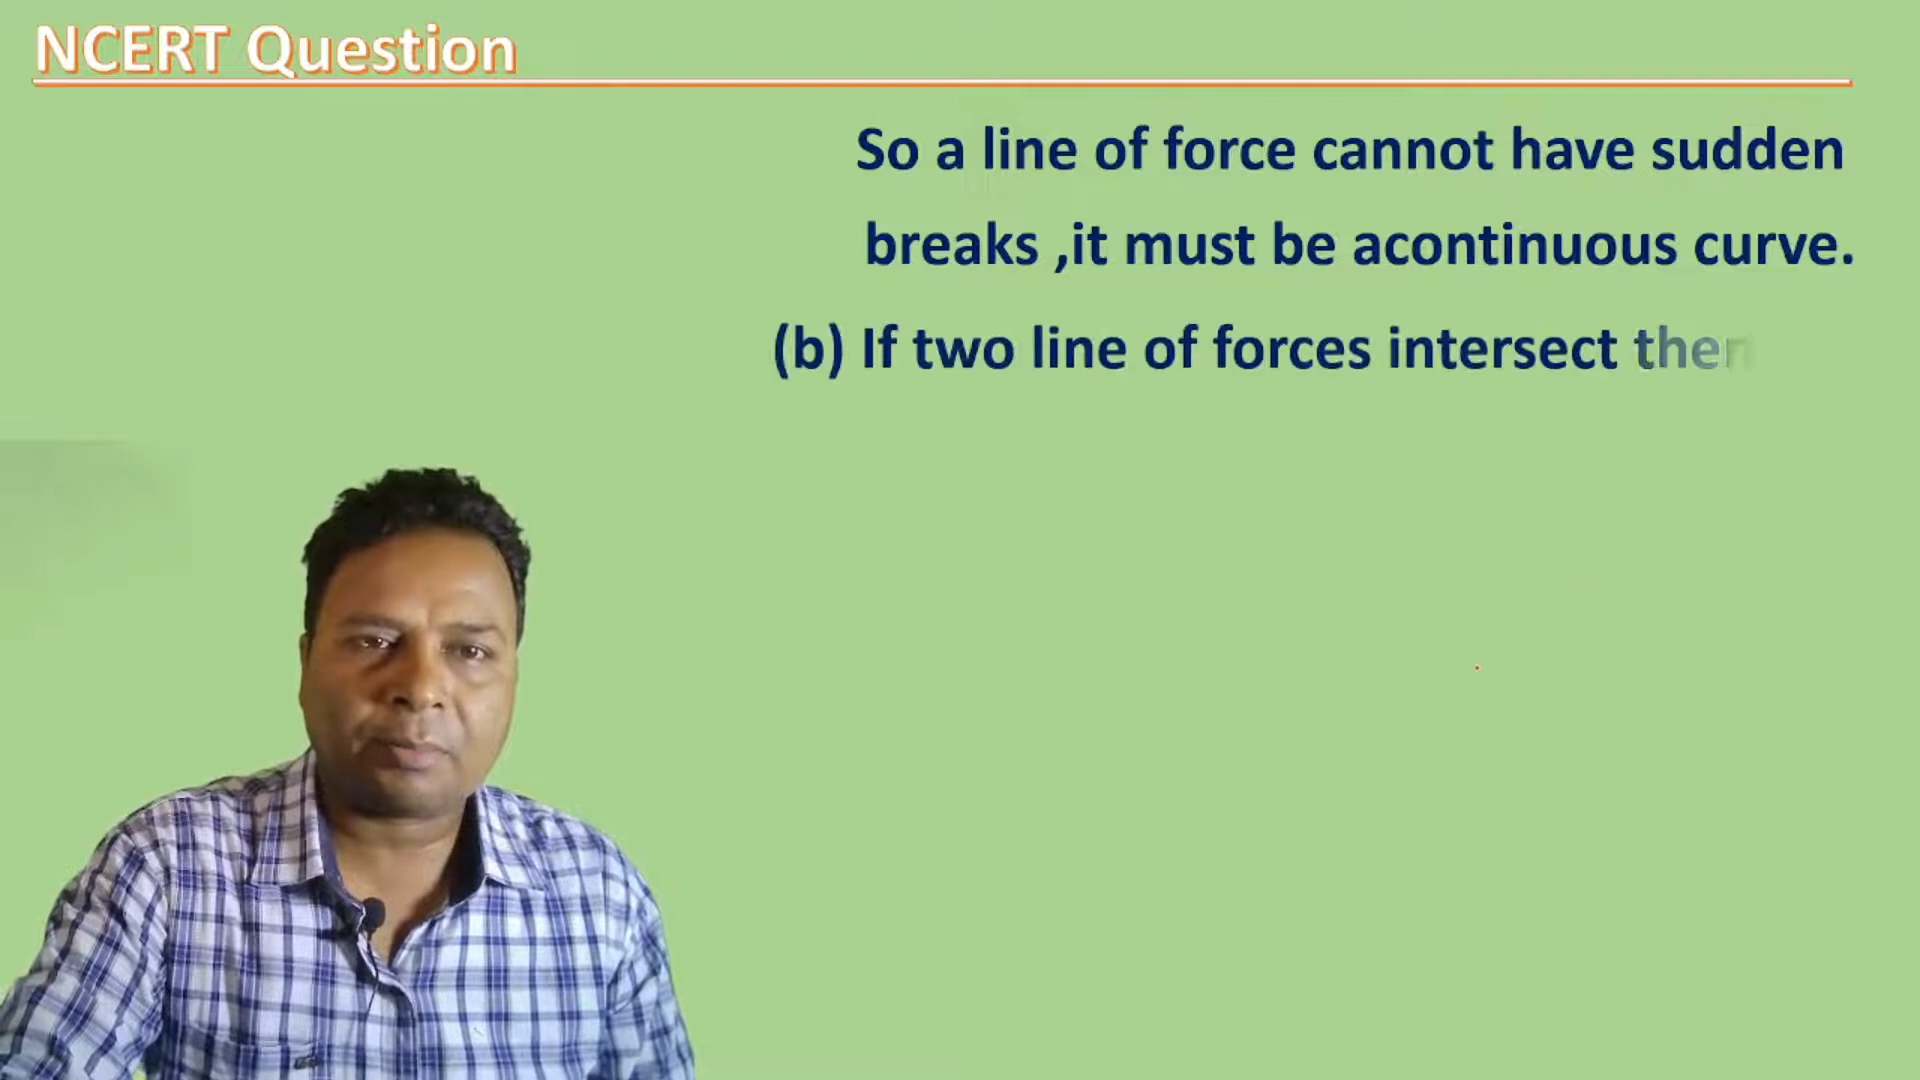 NCERT Question
So a line of force cannot have sudden
breaks ,it must be acontinuous curve.
(b) If two line of forces intersect then